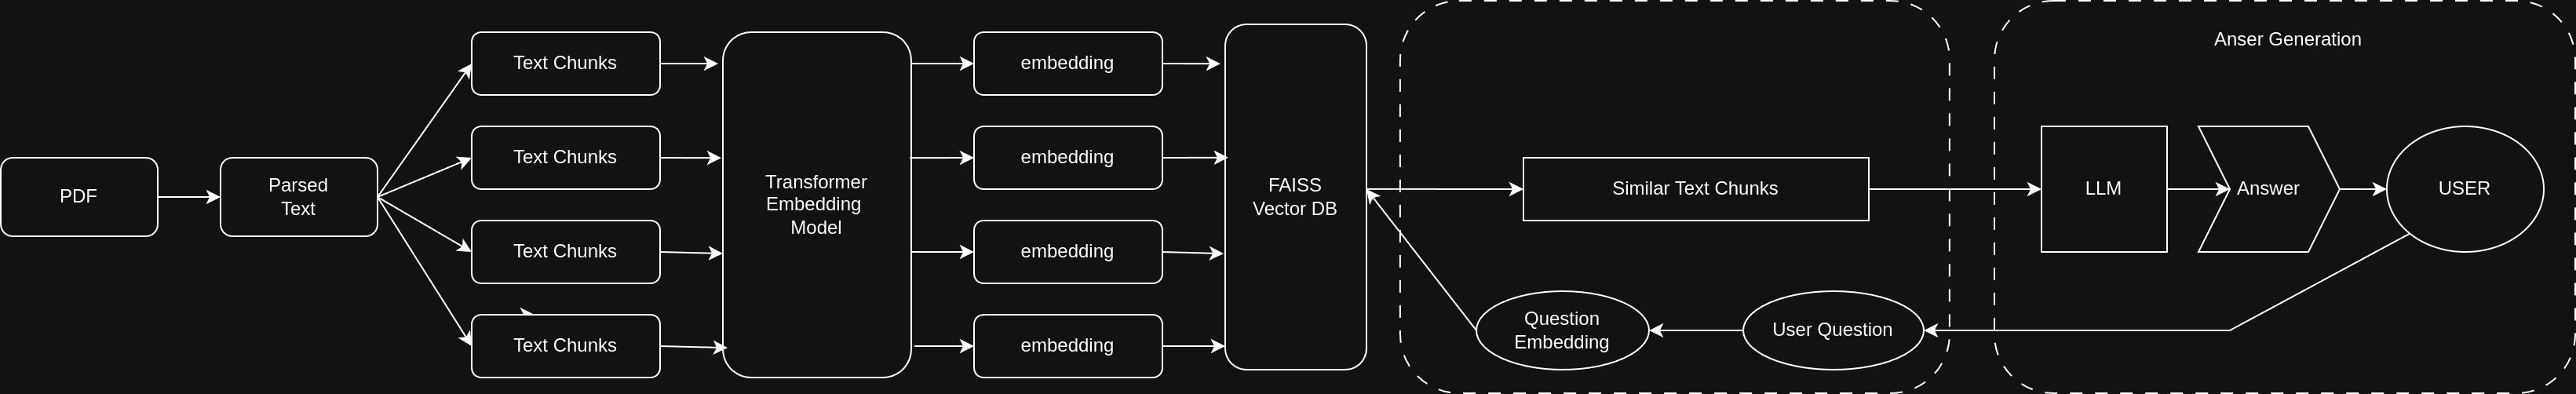 PDF
Parsed
Text
Text Chunks
Text Chunks
Text Chunks
Text Chunks
Transformer
Embedding
Model
embedding
embedding
embedding
embedding
FAISS
Vector DB
Similar Text Chunks
Question
Embedding
User Question
Anser Generation
LLM
Answer
USER